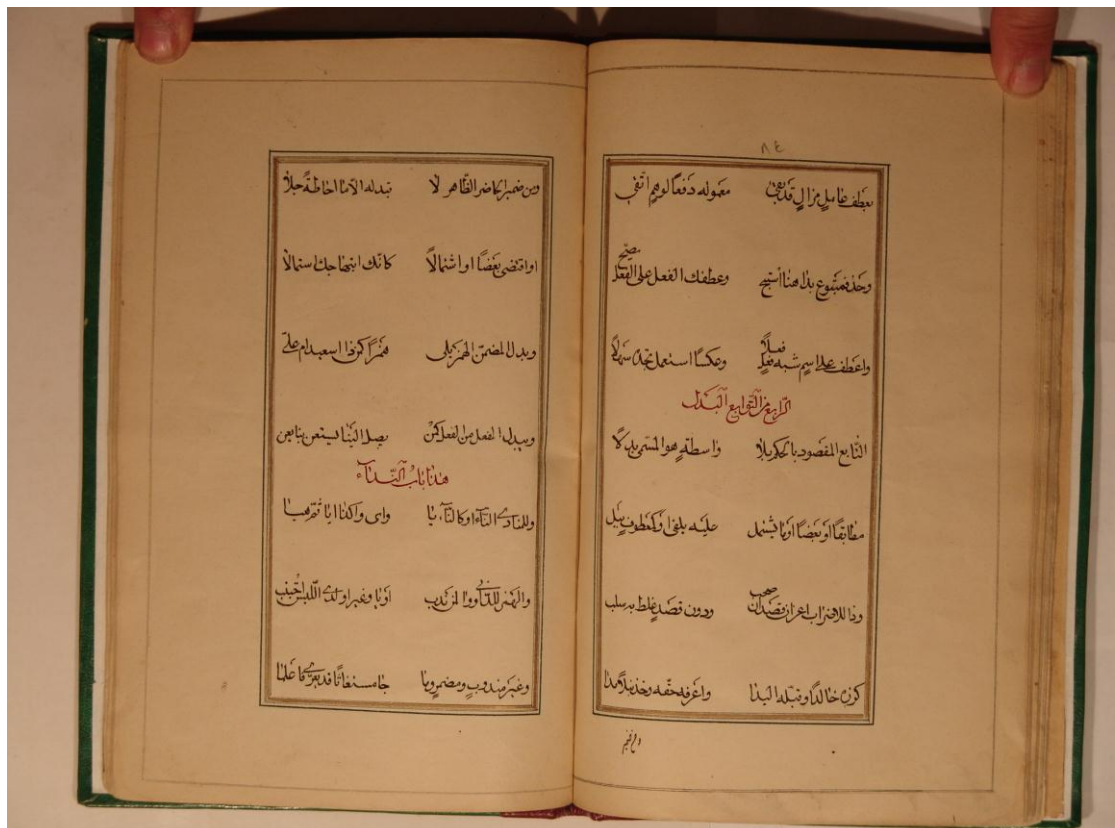 ٨٤
بعطف عامل مزال قد بقي معموله دفعا لوهم اتقي
وحذف متبوع بدا هنا استبح وعطفك الفعل على الفعل يصح
واعطف على اسم شبه فعل فعلا وعكسا استعمل تجده سهلا
الرابع من التوابع البدل
التابع المقصود بالحكم بلا واسطة هو المسمى بدلا
مطابقا او بعضا او ما يشتمل عليه يلفى او كمعطوف ببل
وذا للاضراب اعز ان قصدا صحب ودون قصد غلط به سلب
كزره خالدا وقبله اليدا واعرفه حقه وخذ نبلا مدا
ومن ضمير الحاضر الظاهر لا تبدله الا ما احاطة جلا
او اقتضى بعضا او اشتمالا كانك ابتهاجك استمالا
وبدل المضمن الهمز يلي همزا كمن ذا اسعيد ام علي
ويبدل الفعل من الفعل كمن يصل الينا يستعن بنا يعن
هذا باب النداء
وللمنادى الناء او كالناء يا واي وآ كذا ايا ثم هيا
والهمز للداني ووا لمن ندب او يا وغير وا لدى اللبس اجتنب
وغير مندوب ومضمر وما جا مستغاثا قد يعرى فاعلما